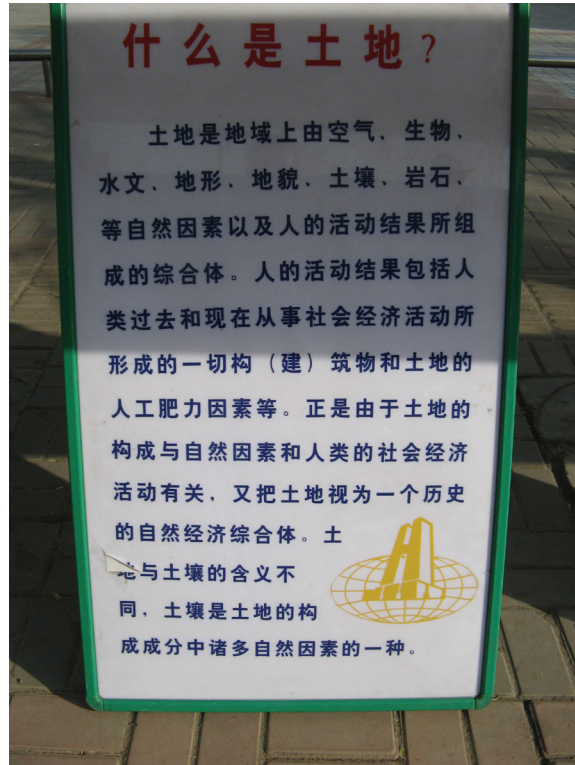 什么是土地?
土地是地域上由空气、生物、
水文、地形、地貌、土壤、岩石、
等自然因素以及人的活动结果所组
成的综合体。人的活动结果包括人
类过去和现在从事社会经济活动所
形成的一切构（建）筑物和土地的
人工肥力因素等。正是由于土地的
构成与自然因素和人类的社会经济
活动有关，又把土地视为一个历史
的自然经济综合体。土
地与土壤的含义不
同，土壤是土地的构
成成分中诸多自然因素的一种。